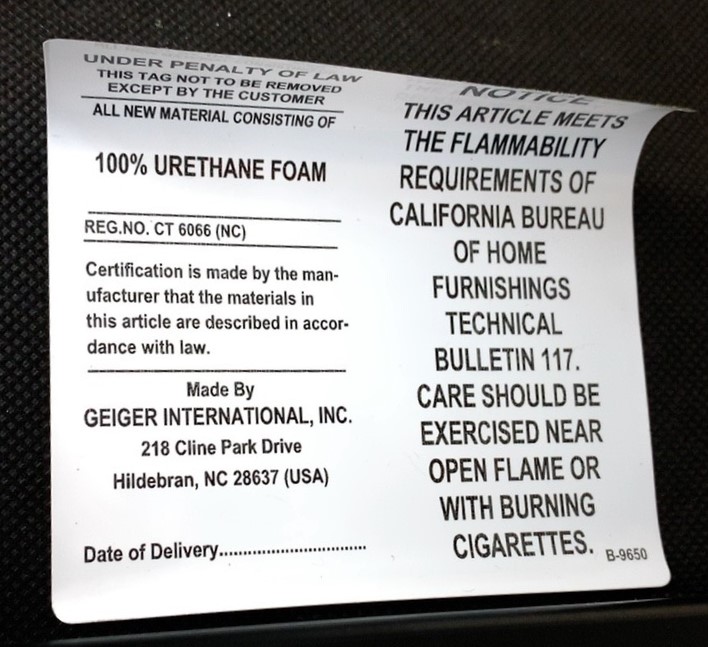 UNDER PENALTY OF LAW
THIS TAG NOT TO BE REMOVED
EXCEPT BY THE CUSTOMER
ALL NEW MATERIAL CONSISTING OF
100% URETHANE FOAM
REG.NO. CT 6066 (NC)
Certification is made by the man-
ufacturer that the materials in
this article are described in accor-
dance with law.
Made By
GEIGER INTERNATIONAL, INC.
218 Cline Park Drive
Hildebran, NC 28637 (USA)
Date of Delivery..................................
NOTICE
THIS ARTICLE MEETS
THE FLAMMABILITY
REQUIREMENTS OF
CALIFORNIA BUREAU
OF HOME
FURNISHINGS
TECHNICAL
BULLETIN 117.
CARE SHOULD BE
EXERCISED NEAR
OPEN FLAME OR
WITH BURNING
CIGARETTES.
B-9650